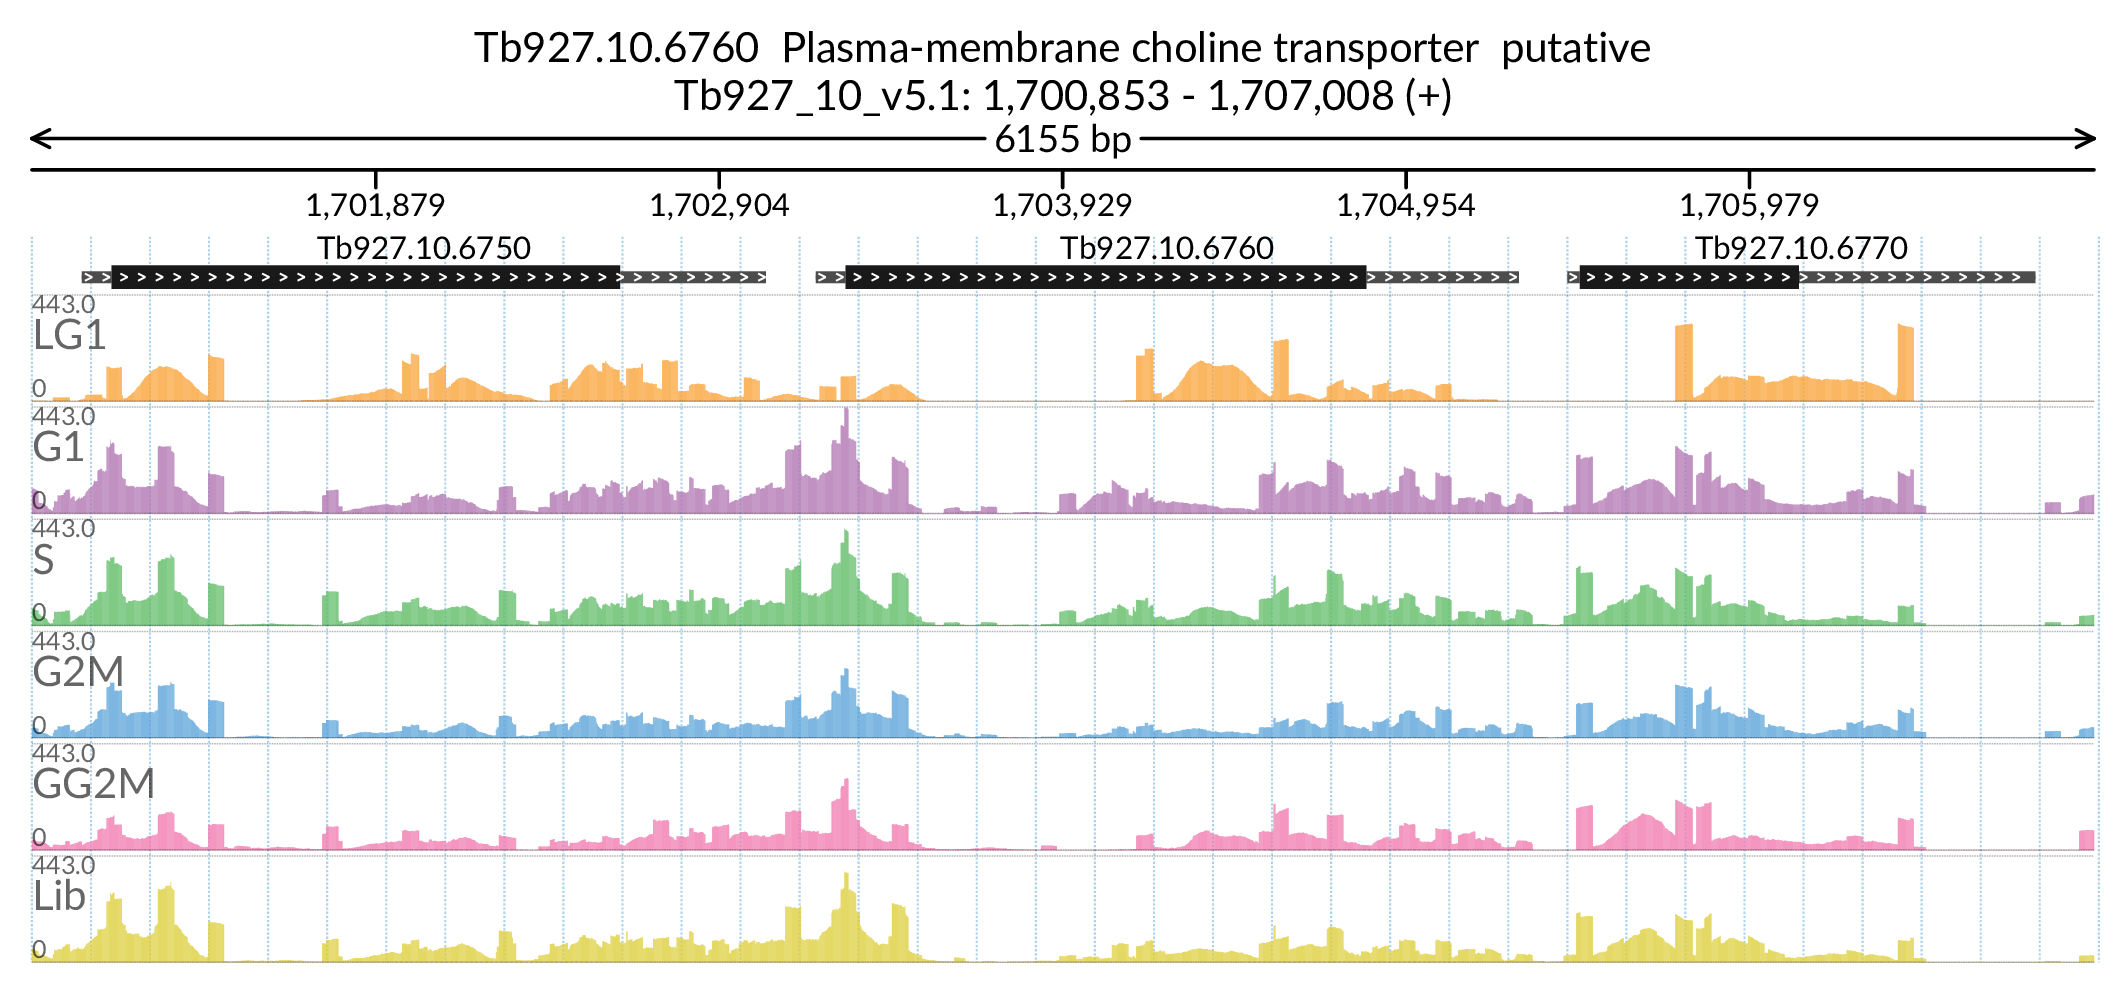 Tb927.10.6760  Plasma-membrane choline transporter  putative
Tb927_10_v5.1: 1,700,853 - 1,707,008 (+)
6155 bp
1,701,879 1,702,904 1,703,929 1,704,954 1,705,979
Tb927.10.6750 Tb927.10.6760 Tb927.10.6770
443.0
LG1
0
443.0
G1
0
443.0
S
0
443.0
G2M
0
443.0
GG2M
0
443.0
Lib
0